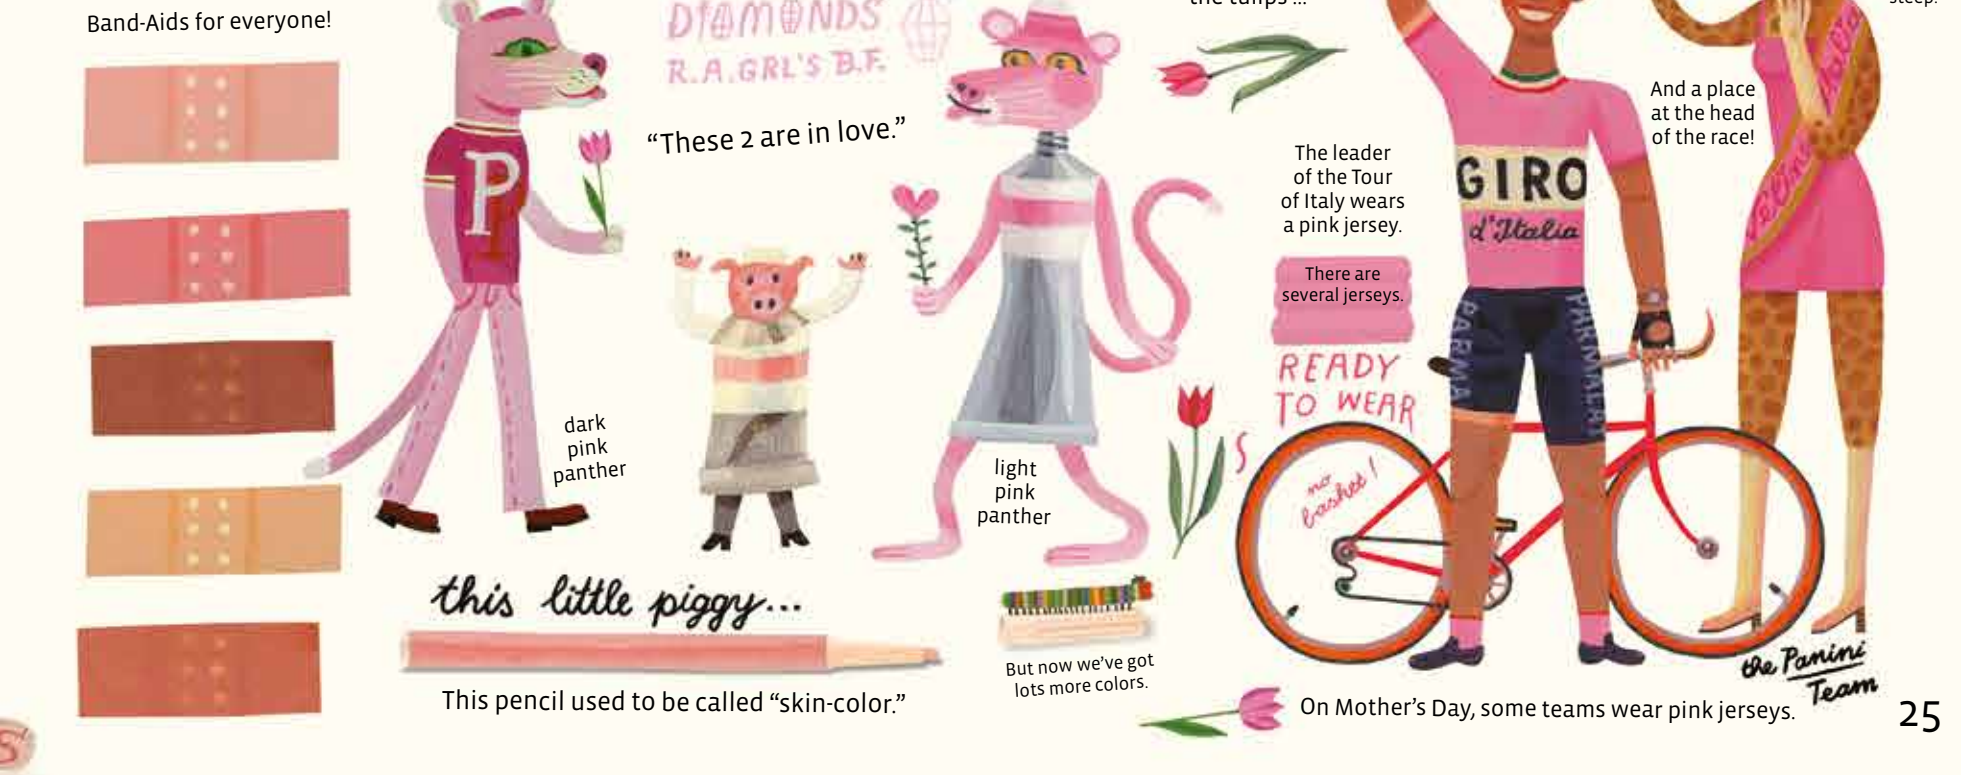 Band-Aids for everyone!
DIAMONDS
R.A.GRL'S B.F.
"These 2 are in love."
P
dark
pink
panther
light
pink
panther
this little piggy...
This pencil used to be called "skin-color."
But now we've got
lots more colors.
the tulips ...
The leader
of the Tour
of Italy wears
a pink jersey.
There are
several jerseys.
READY
TO WEAR
no
basket!
GIRO
d'Italia
PARMA
And a place
at the head
of the race!
sleep!
the Panini
Team
On Mother's Day, some teams wear pink jerseys.
25